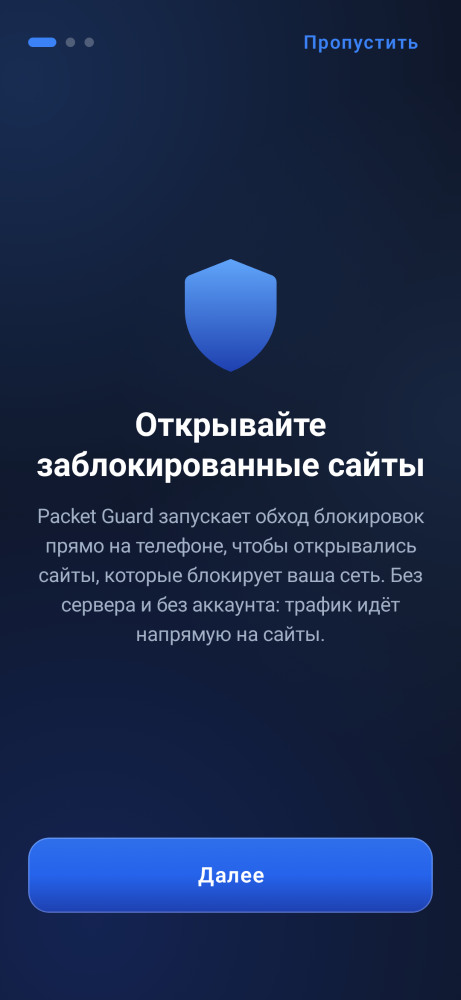 Пропустить
Открывайте
заблокированные сайты
Packet Guard запускает обход блокировок
прямо на телефоне, чтобы открывались
сайты, которые блокирует ваша сеть. Без
сервера и без аккаунта: трафик идёт
напрямую на сайты.
Далее